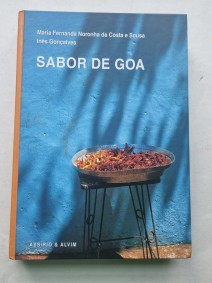 Maria Fernanda Noronha da Costa e Sousa
Inês Gonçalves
SABOR DE GOA
ASSÍRIO & ALVIM